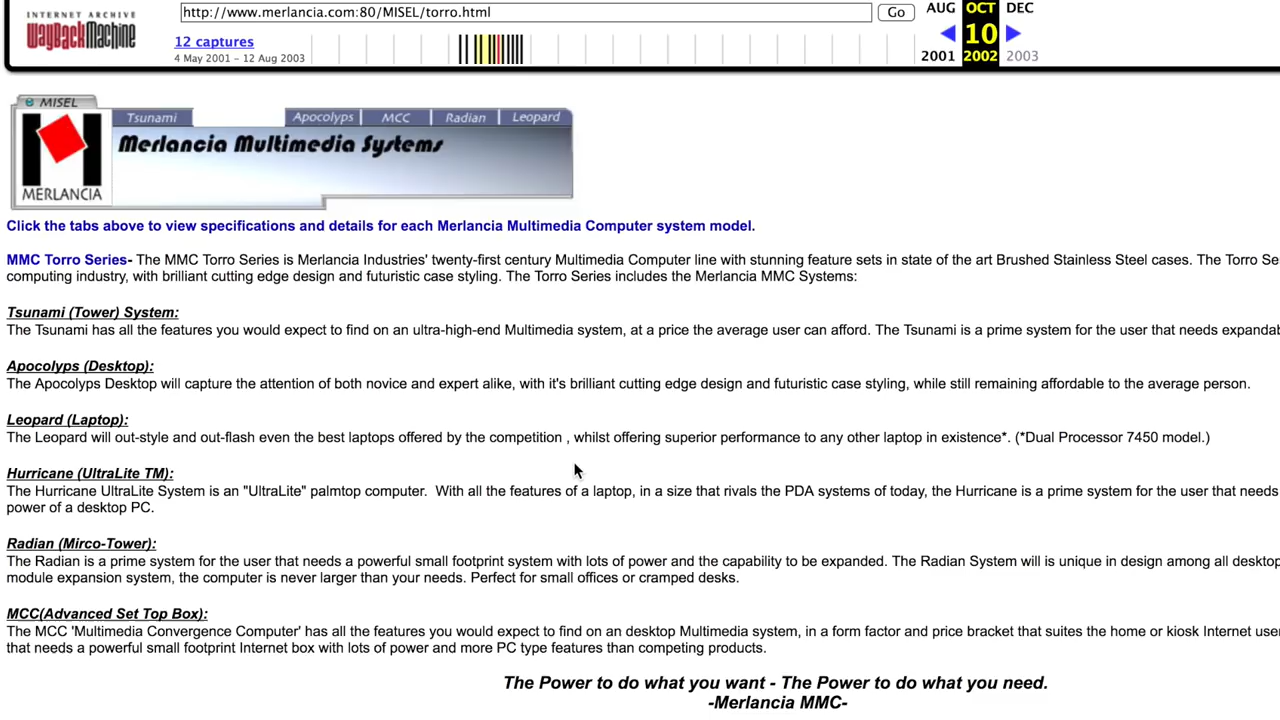 INTERNET ARCHIVE
WayBackMachine
http://www.merlancia.com:80/MISEL/torro.html
Go
AUG OCT DEC
12 captures
10
4 May 2001 – 12 Aug 2003
2001 2002 2003
MISEL
Tsunami Apocolyps MCC Radian Leopard
Merlancia Multimedia Systems
MERLANCIA
Click the tabs above to view specifications and details for each Merlancia Multimedia Computer system model.
MMC Torro Series- The MMC Torro Series is Merlancia Industries' twenty-first century Multimedia Computer line with stunning feature sets in state of the art Brushed Stainless Steel cases. The Torro Se
computing industry, with brilliant cutting edge design and futuristic case styling. The Torro Series includes the Merlancia MMC Systems:
Tsunami (Tower) System:
The Tsunami has all the features you would expect to find on an ultra-high-end Multimedia system, at a price the average user can afford. The Tsunami is a prime system for the user that needs expandab
Apocolyps (Desktop):
The Apocolyps Desktop will capture the attention of both novice and expert alike, with it's brilliant cutting edge design and futuristic case styling, while still remaining affordable to the average person.
Leopard (Laptop):
The Leopard will out-style and out-flash even the best laptops offered by the competition , whilst offering superior performance to any other laptop in existence*. (*Dual Processor 7450 model.)
Hurricane (UltraLite TM):
The Hurricane UltraLite System is an "UltraLite" palmtop computer. With all the features of a laptop, in a size that rivals the PDA systems of today, the Hurricane is a prime system for the user that needs
power of a desktop PC.
Radian (Mirco-Tower):
The Radian is a prime system for the user that needs a powerful small footprint system with lots of power and the capability to be expanded. The Radian System will is unique in design among all desktop
module expansion system, the computer is never larger than your needs. Perfect for small offices or cramped desks.
MCC(Advanced Set Top Box):
The MCC 'Multimedia Convergence Computer' has all the features you would expect to find on an desktop Multimedia system, in a form factor and price bracket that suites the home or kiosk Internet use
that needs a powerful small footprint Internet box with lots of power and more PC type features than competing products.
The Power to do what you want - The Power to do what you need.
-Merlancia MMC-